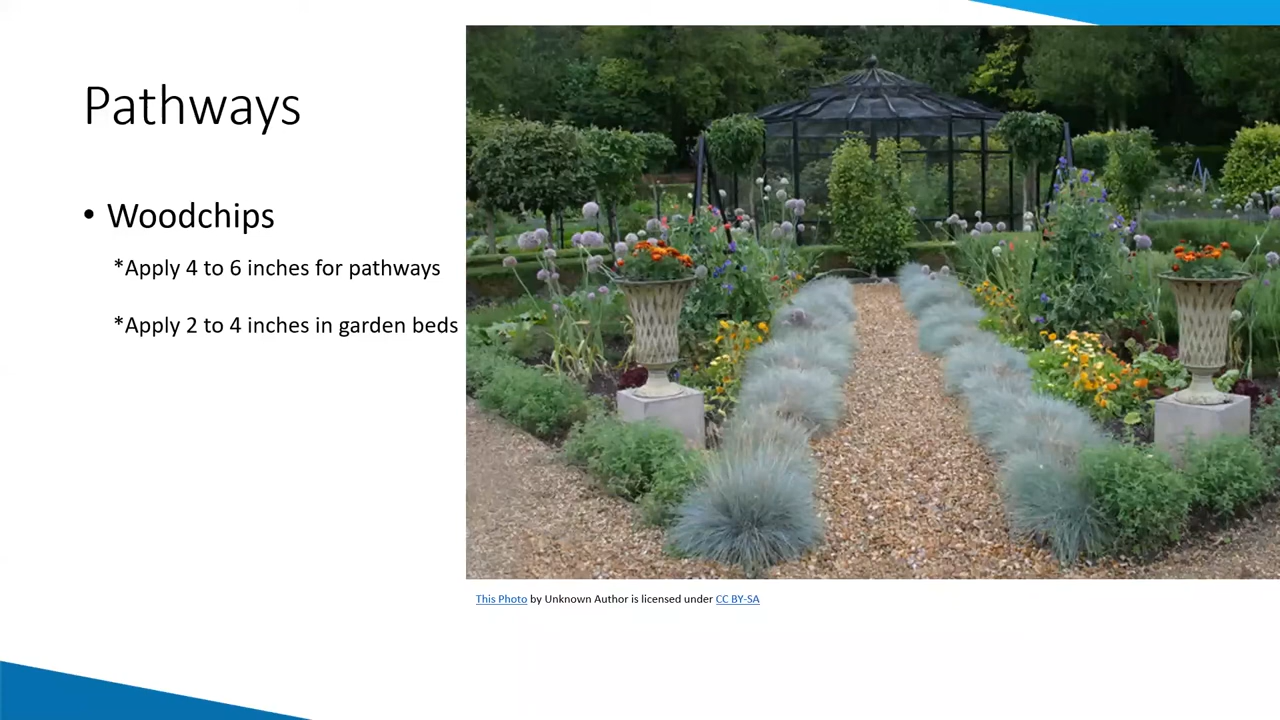 Pathways
• Woodchips
*Apply 4 to 6 inches for pathways
*Apply 2 to 4 inches in garden beds
This Photo by Unknown Author is licensed under CC BY-SA